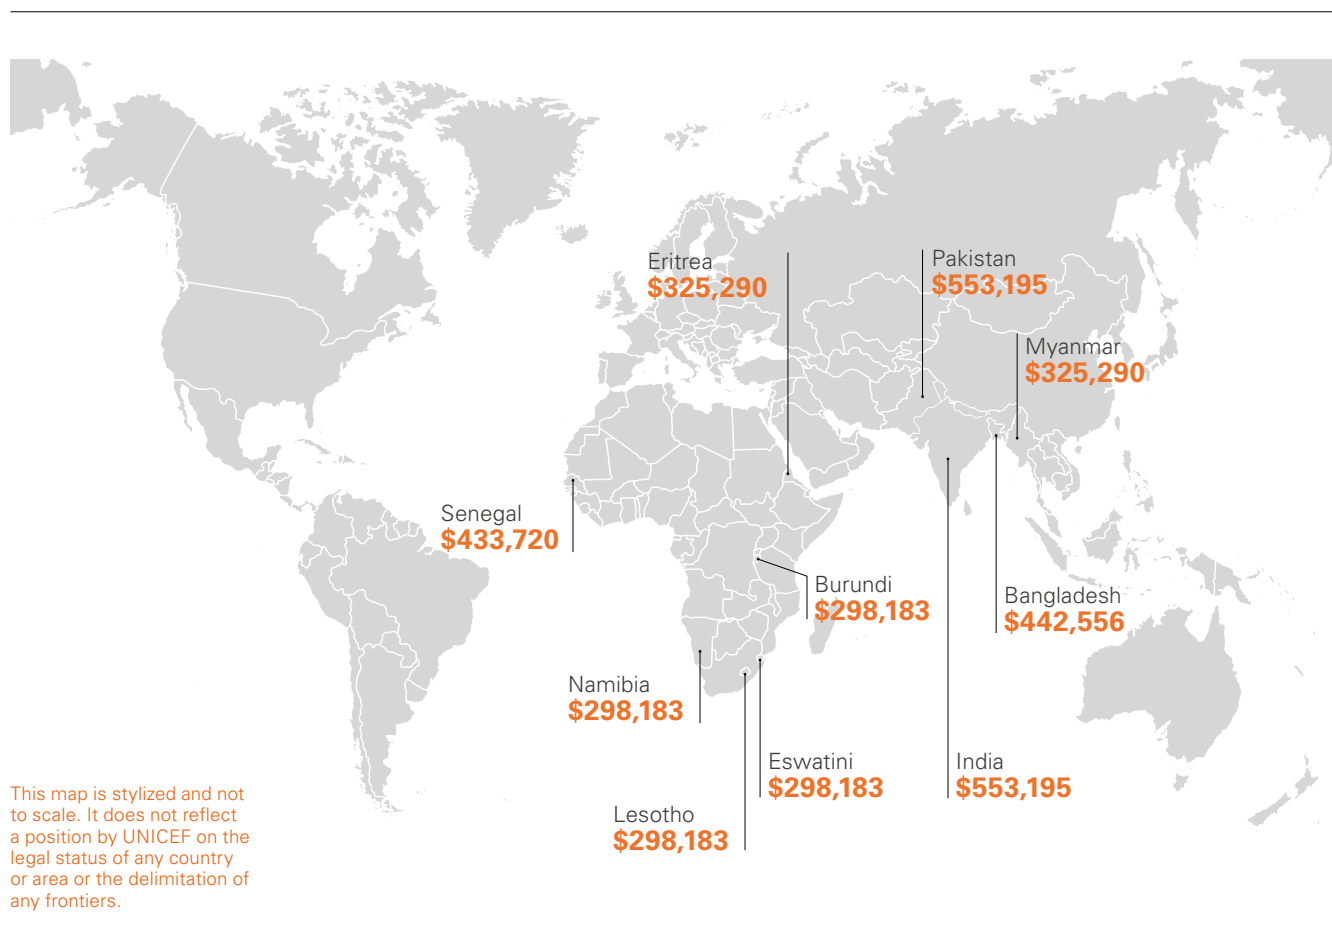 Eritrea
$325,290
Pakistan
$553,195
Myanmar
$325,290
Senegal
$433,720
Burundi
$298,183
Bangladesh
$442,556
Namibia
$298,183
Eswatini
$298,183
India
$553,195
Lesotho
$298,183
This map is stylized and not
to scale. It does not reflect
a position by UNICEF on the
legal status of any country
or area or the delimitation of
any frontiers.